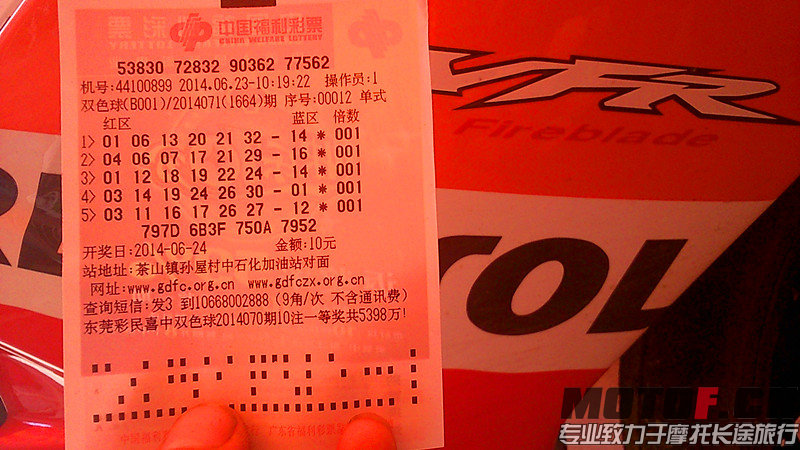 中国福利彩票
CHINA WELFARE LOTTERY
53830 72832 90362 77562
机号:44100899 2014.06.23-10:19:22 操作员:1
双色球(B001)/2014071(1664)期 序号:00012 单式
红区 蓝区 倍数
1> 01 06 13 20 21 32 - 14 * 001
2> 04 06 07 17 21 29 - 16 * 001
3> 01 12 18 19 22 24 - 14 * 001
4> 03 14 19 24 26 30 - 01 * 001
5> 03 11 16 17 26 27 - 12 * 001
797D 6B3F 750A 7952
开奖日:2014-06-24 金额:10元
站地址:茶山镇孙屋村中石化加油站对面
网址:www.gdfc.org.cn www.gdfczx.org.cn
查询短信:发3 到10668002888 (9角/次 不含通讯费)
东莞彩民喜中双色球2014070期10注一等奖共5398万!
VFR
Fireblade
TOL
专业致力于摩托长途旅行